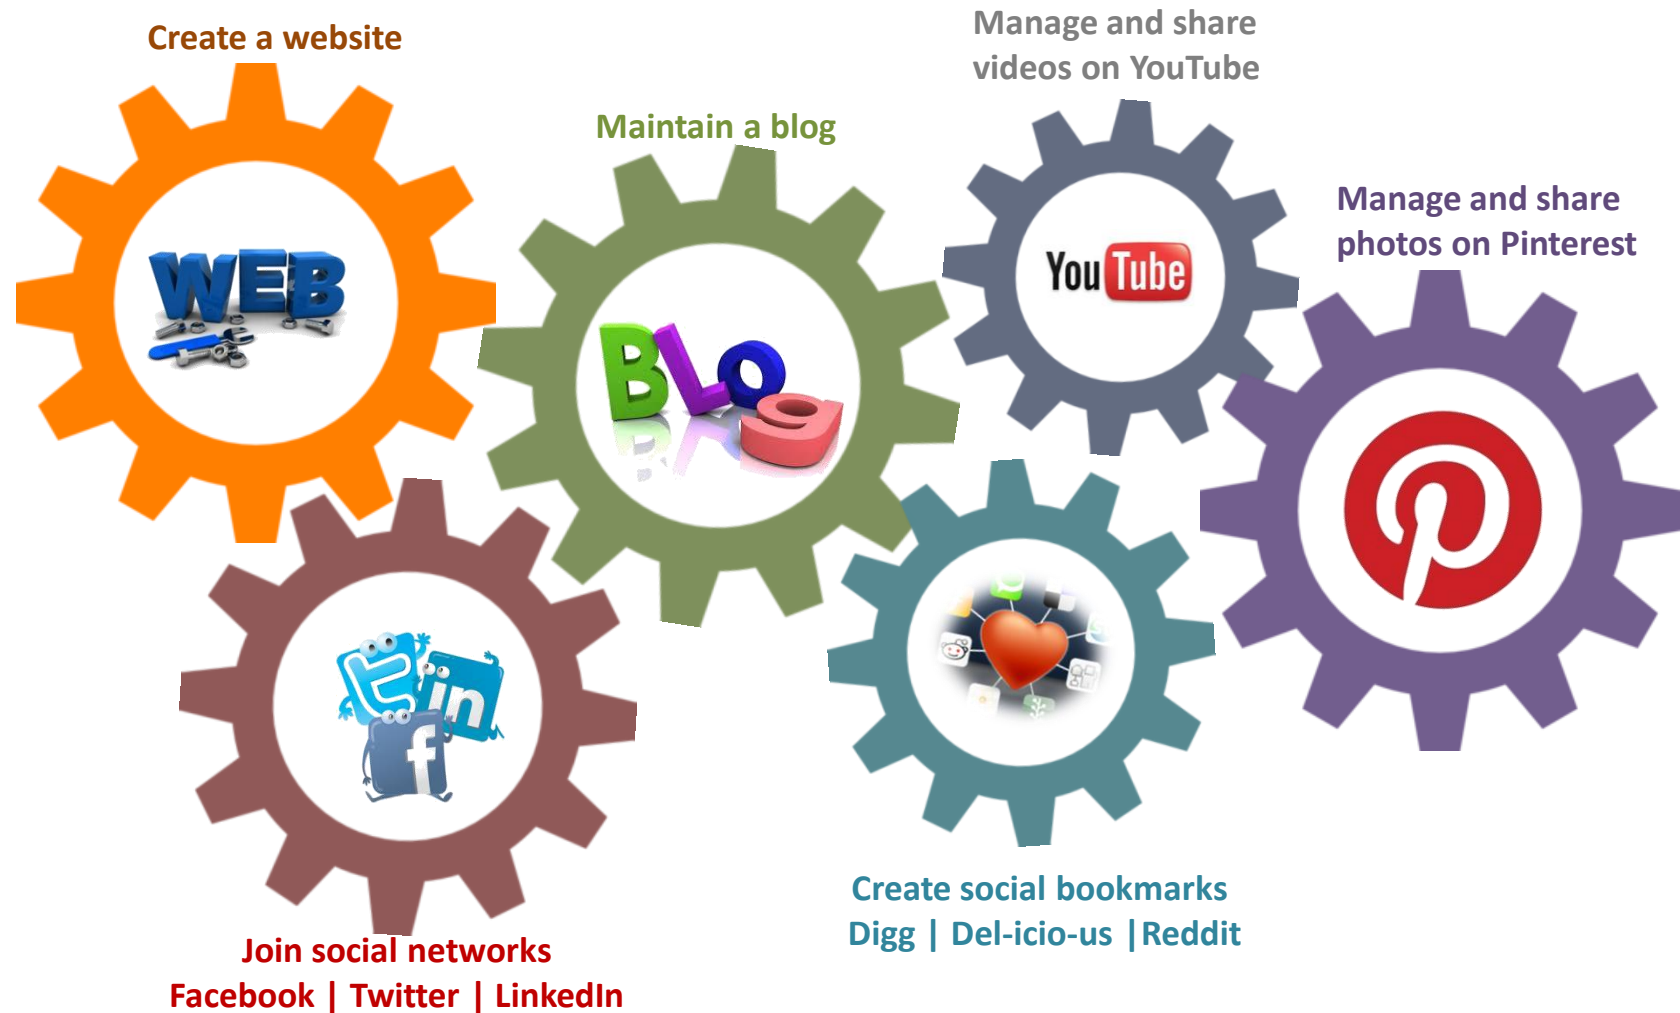 Create a website
WEB
Maintain a blog
BLOg
Manage and share
videos on YouTube
YouTube
Manage and share
photos on Pinterest
in
f
Join social networks
Facebook | Twitter | LinkedIn
Create social bookmarks
Digg | Del-icio-us |Reddit